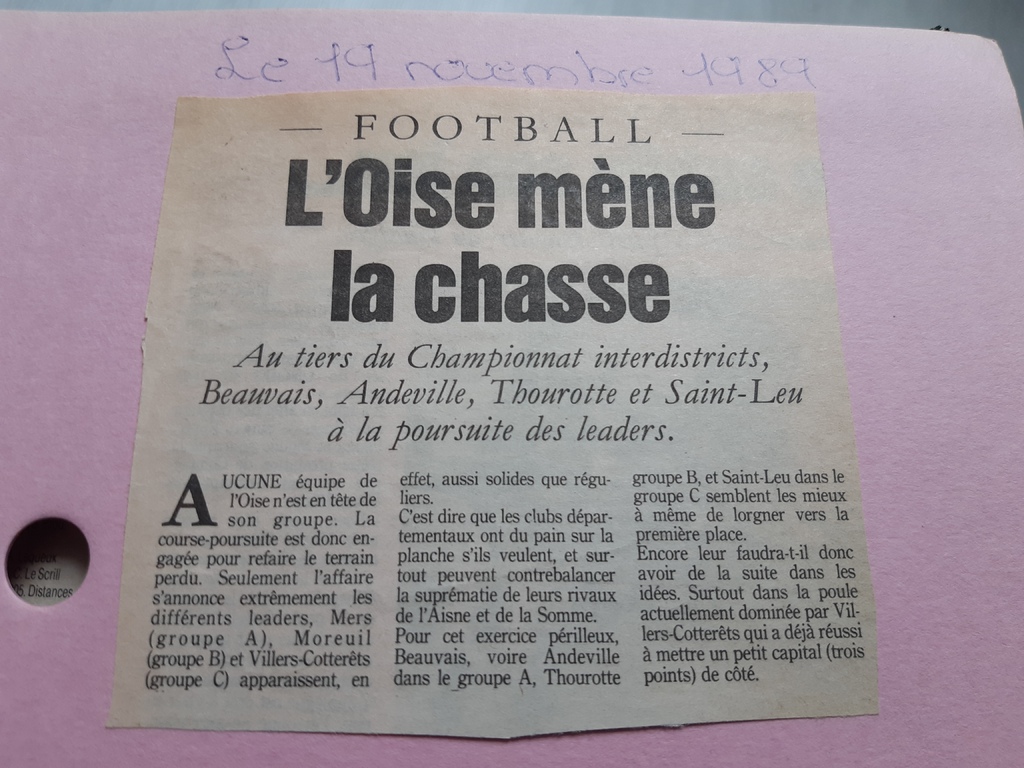 Le 19 novembre 1989
— FOOTBALL —
L'Oise mène
la chasse
Au tiers du Championnat interdistricts,
Beauvais, Andeville, Thourotte et Saint-Leu
à la poursuite des leaders.
AUCUNE équipe de
l'Oise n'est en tête de
son groupe. La
course-poursuite est donc en-
gagée pour refaire le terrain
perdu. Seulement l'affaire
s'annonce extrêmement les
différents leaders, Mers
(groupe A), Moreuil
(groupe B) et Villers-Cotterêts
(groupe C) apparaissent, en
effet, aussi solides que régu-
liers.
C'est dire que les clubs dépar-
tementaux ont du pain sur la
planche s'ils veulent, et sur-
tout peuvent contrebalancer
la suprématie de leurs rivaux
de l'Aisne et de la Somme.
Pour cet exercice périlleux,
Beauvais, voire Andeville
dans le groupe A, Thourotte
groupe B, et Saint-Leu dans le
groupe C semblent les mieux
à même de lorgner vers la
première place.
Encore leur faudra-t-il donc
avoir de la suite dans les
idées. Surtout dans la poule
actuellement dominée par Vil-
lers-Cotterêts qui a déjà réussi
à mettre un petit capital (trois
points) de côté.
Le Scrill
Distances